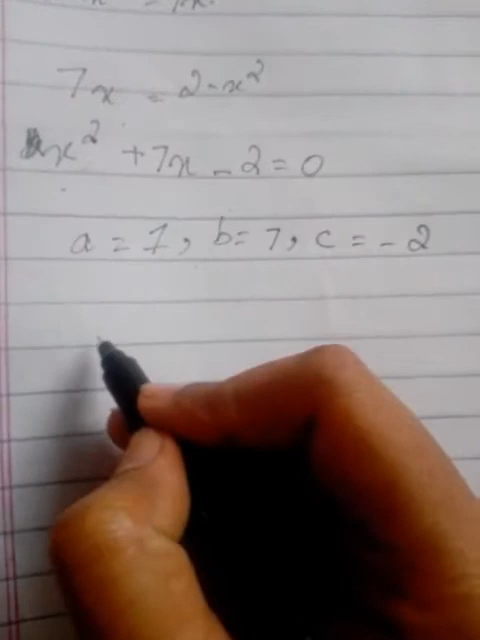 7x = 2-x²
x² +7x - 2 = 0
a = 1, b= 7, c = - 2